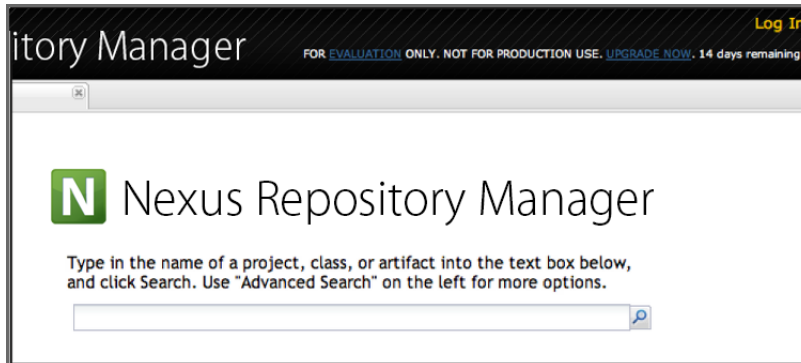 itory Manager
Log In
FOR EVALUATION ONLY. NOT FOR PRODUCTION USE. UPGRADE NOW. 14 days remaining
N Nexus Repository Manager
Type in the name of a project, class, or artifact into the text box below,
and click Search. Use "Advanced Search" on the left for more options.